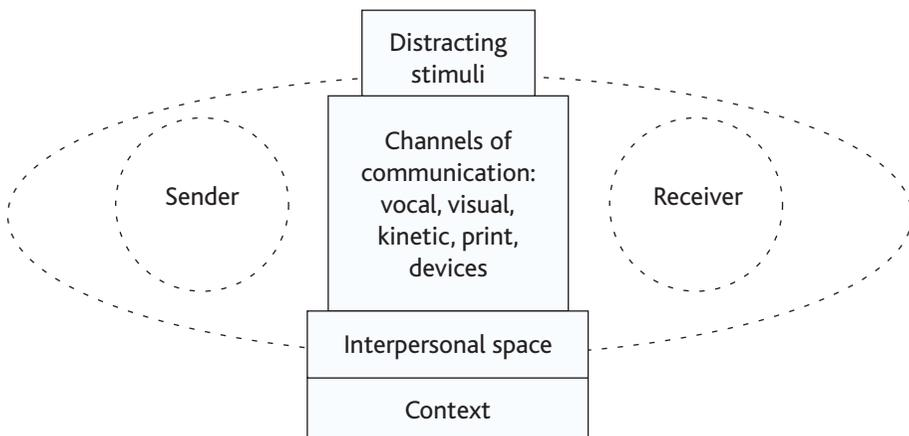 Distracting
stimuli
Channels of
communication:
vocal, visual,
kinetic, print,
devices
Sender
Receiver
Interpersonal space
Context